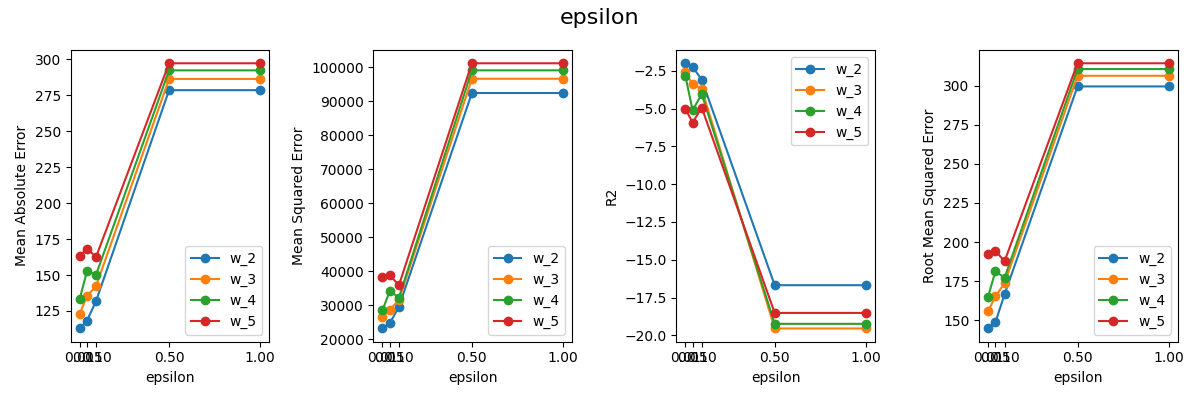 epsilon
Mean Absolute Error
300
275
250
225
200
175
150
125
0.50
1.00
epsilon
w_2
w_3
w_4
w_5
Mean Squared Error
100000
90000
80000
70000
60000
50000
40000
30000
20000
0.50
1.00
epsilon
w_2
w_3
w_4
w_5
R2
−2.5
−5.0
−7.5
−10.0
−12.5
−15.0
−17.5
−20.0
0.50
1.00
epsilon
w_2
w_3
w_4
w_5
Root Mean Squared Error
300
275
250
225
200
175
150
0.50
1.00
epsilon
w_2
w_3
w_4
w_5